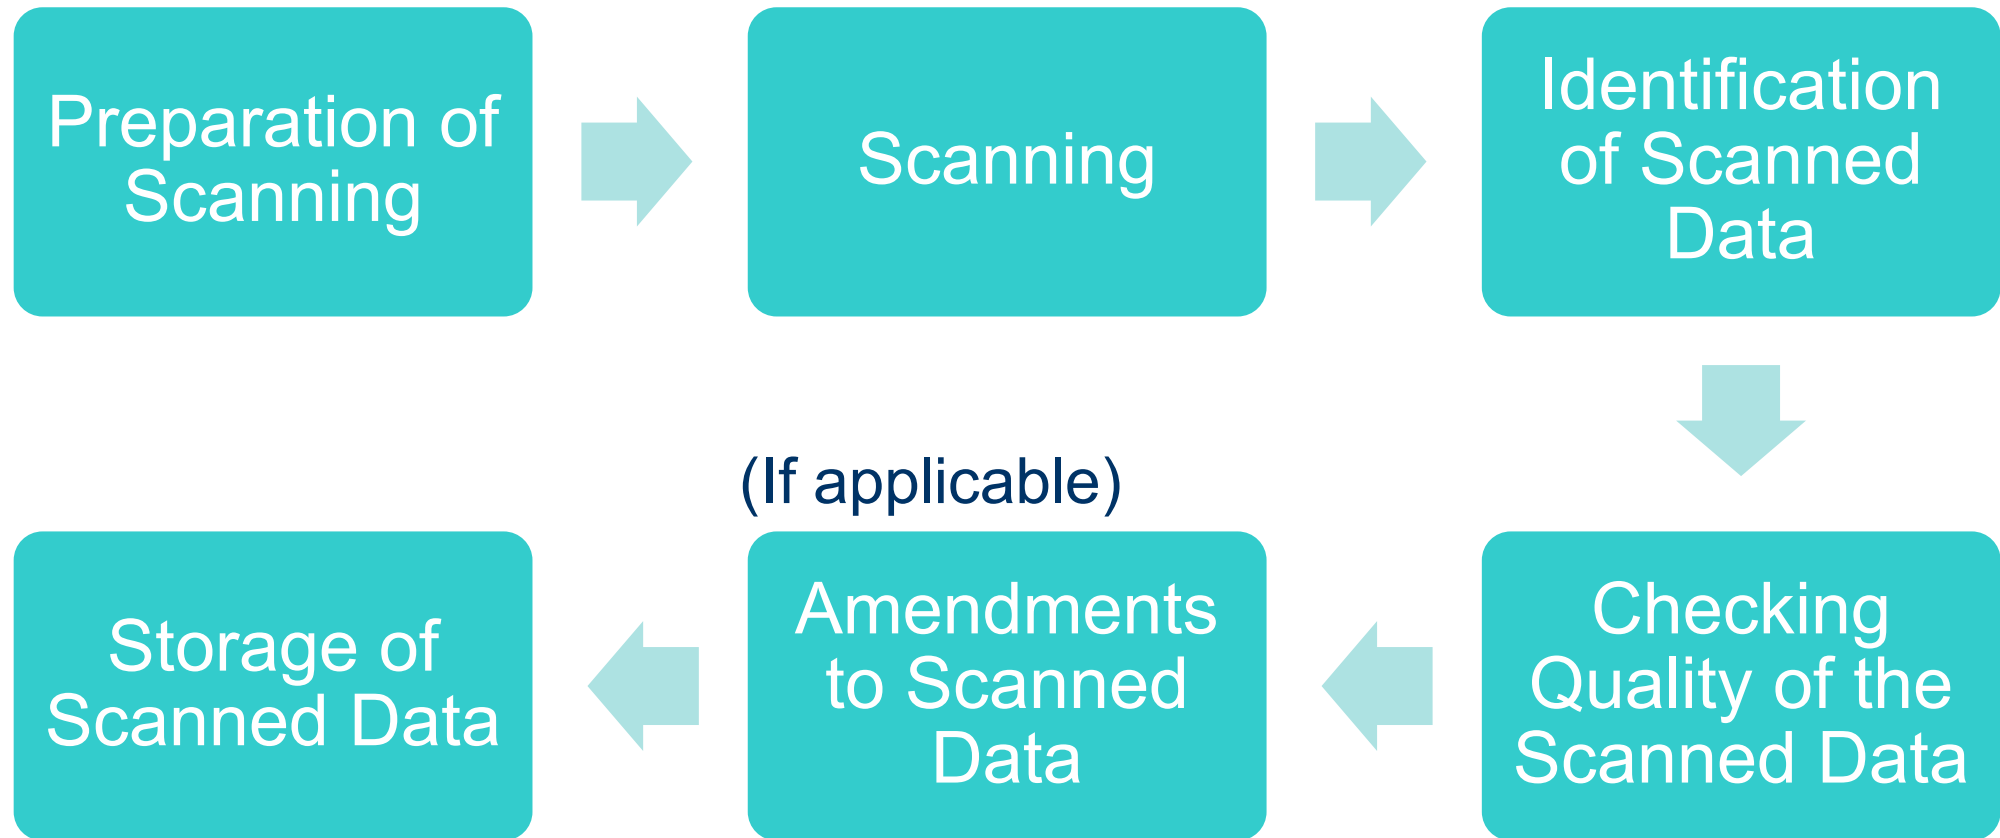 Preparation of
Scanning
Scanning
Identification
of Scanned
Data
Checking
Quality of the
Scanned Data
(If applicable)
Amendments
to Scanned
Data
Storage of
Scanned Data